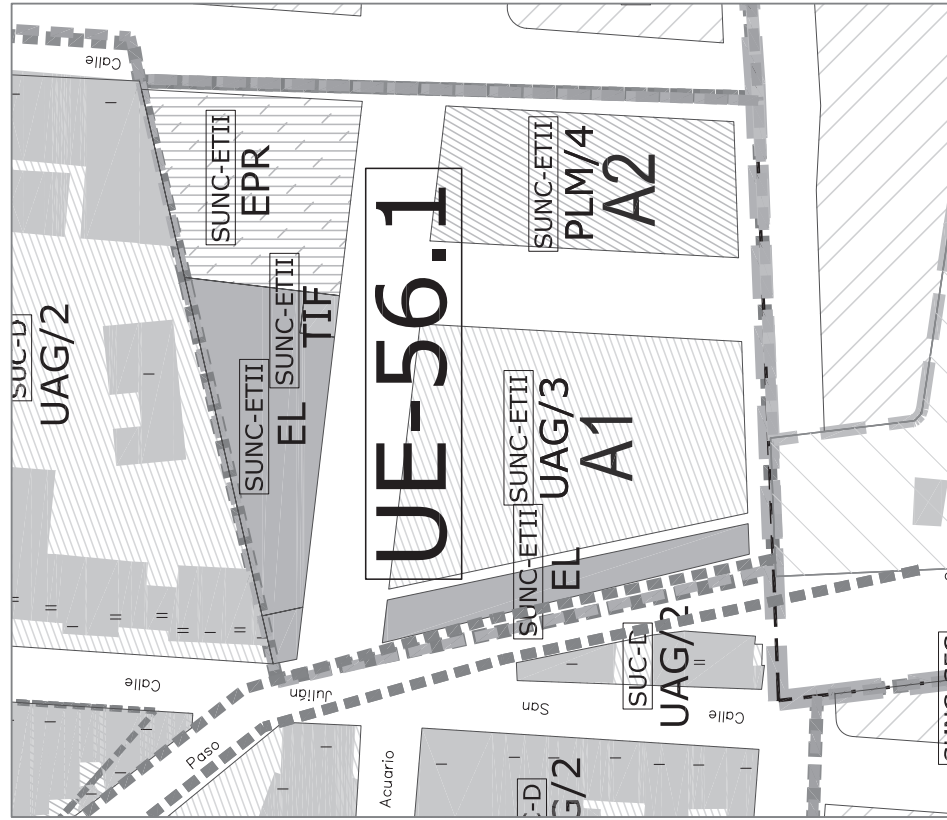 Calle
SUNC-ETII
EPR
SUNC-ETII
PLM/4
A2
UE-56.1
SUNC-ETII
TIF
SUNC-ETII
EL
SUC-D
UAG/2
SUNC-ETII
UAG/3
A1
SUNC-ETII
EL
SUC-D
UAG/2
Calle
Julián
San
Calle
Paso
Acuario
C-D
G/2